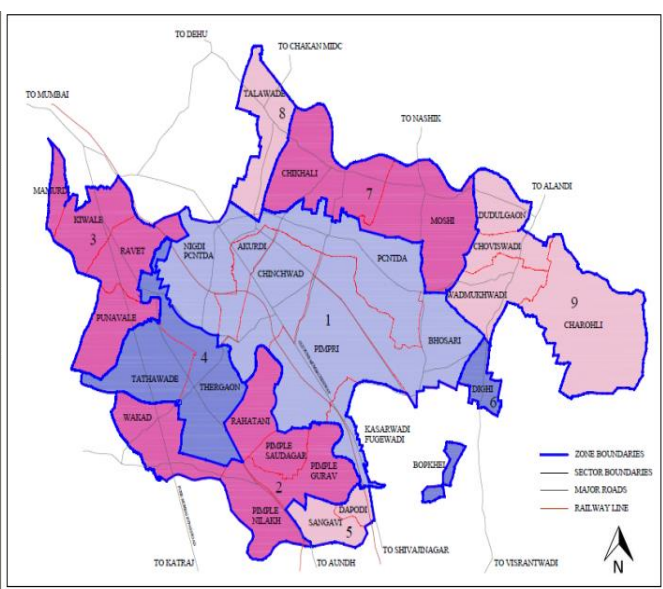 TO DEHU
TO CHAKAN MIDC
TO MUMBAI
TALAWADE
8
TO NASHIK
CHIKHALI
7
TO ALANDI
MAMURDI
KIWALE
3
RAVET
NIGDI
PCNTDA
AKURDI
CHINCHWAD
PCNTDA
MOSHI
DUDULGAON
CHOVISWADI
WADMUKHWADI
9
CHAROHLI
PUNAVALE
1
PIMPRI
BHOSARI
4
TATHAWADE
THERGAON
DIGHI
6
WAKAD
RAHATANI
KASARWADI
FUGEWADI
PIMPLE
SAUDAGAR
PIMPLE
GURAV
BOPKHEL
2
PIMPLE
NILAKH
DAPODI
SANGAVI
5
ZONE BOUNDARIES
SECTOR BOUNDARIES
MAJOR ROADS
RAILWAY LINE
N
TO KATRAJ
TO AUNDH
TO SHIVAJINAGAR
TO VISRANTWADI